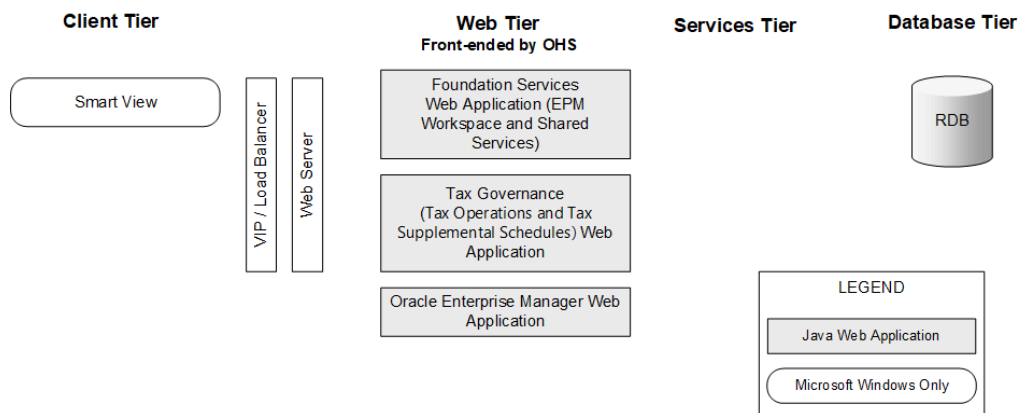 Client Tier
Web Tier
Front-ended by OHS
Services Tier
Database Tier
Smart View
VIP / Load Balancer
Web Server
Foundation Services
Web Application (EPM
Workspace and Shared
Services)
Tax Governance
(Tax Operations and Tax
Supplemental Schedules) Web
Application
Oracle Enterprise Manager Web
Application
RDB
LEGEND
Java Web Application
Microsoft Windows Only